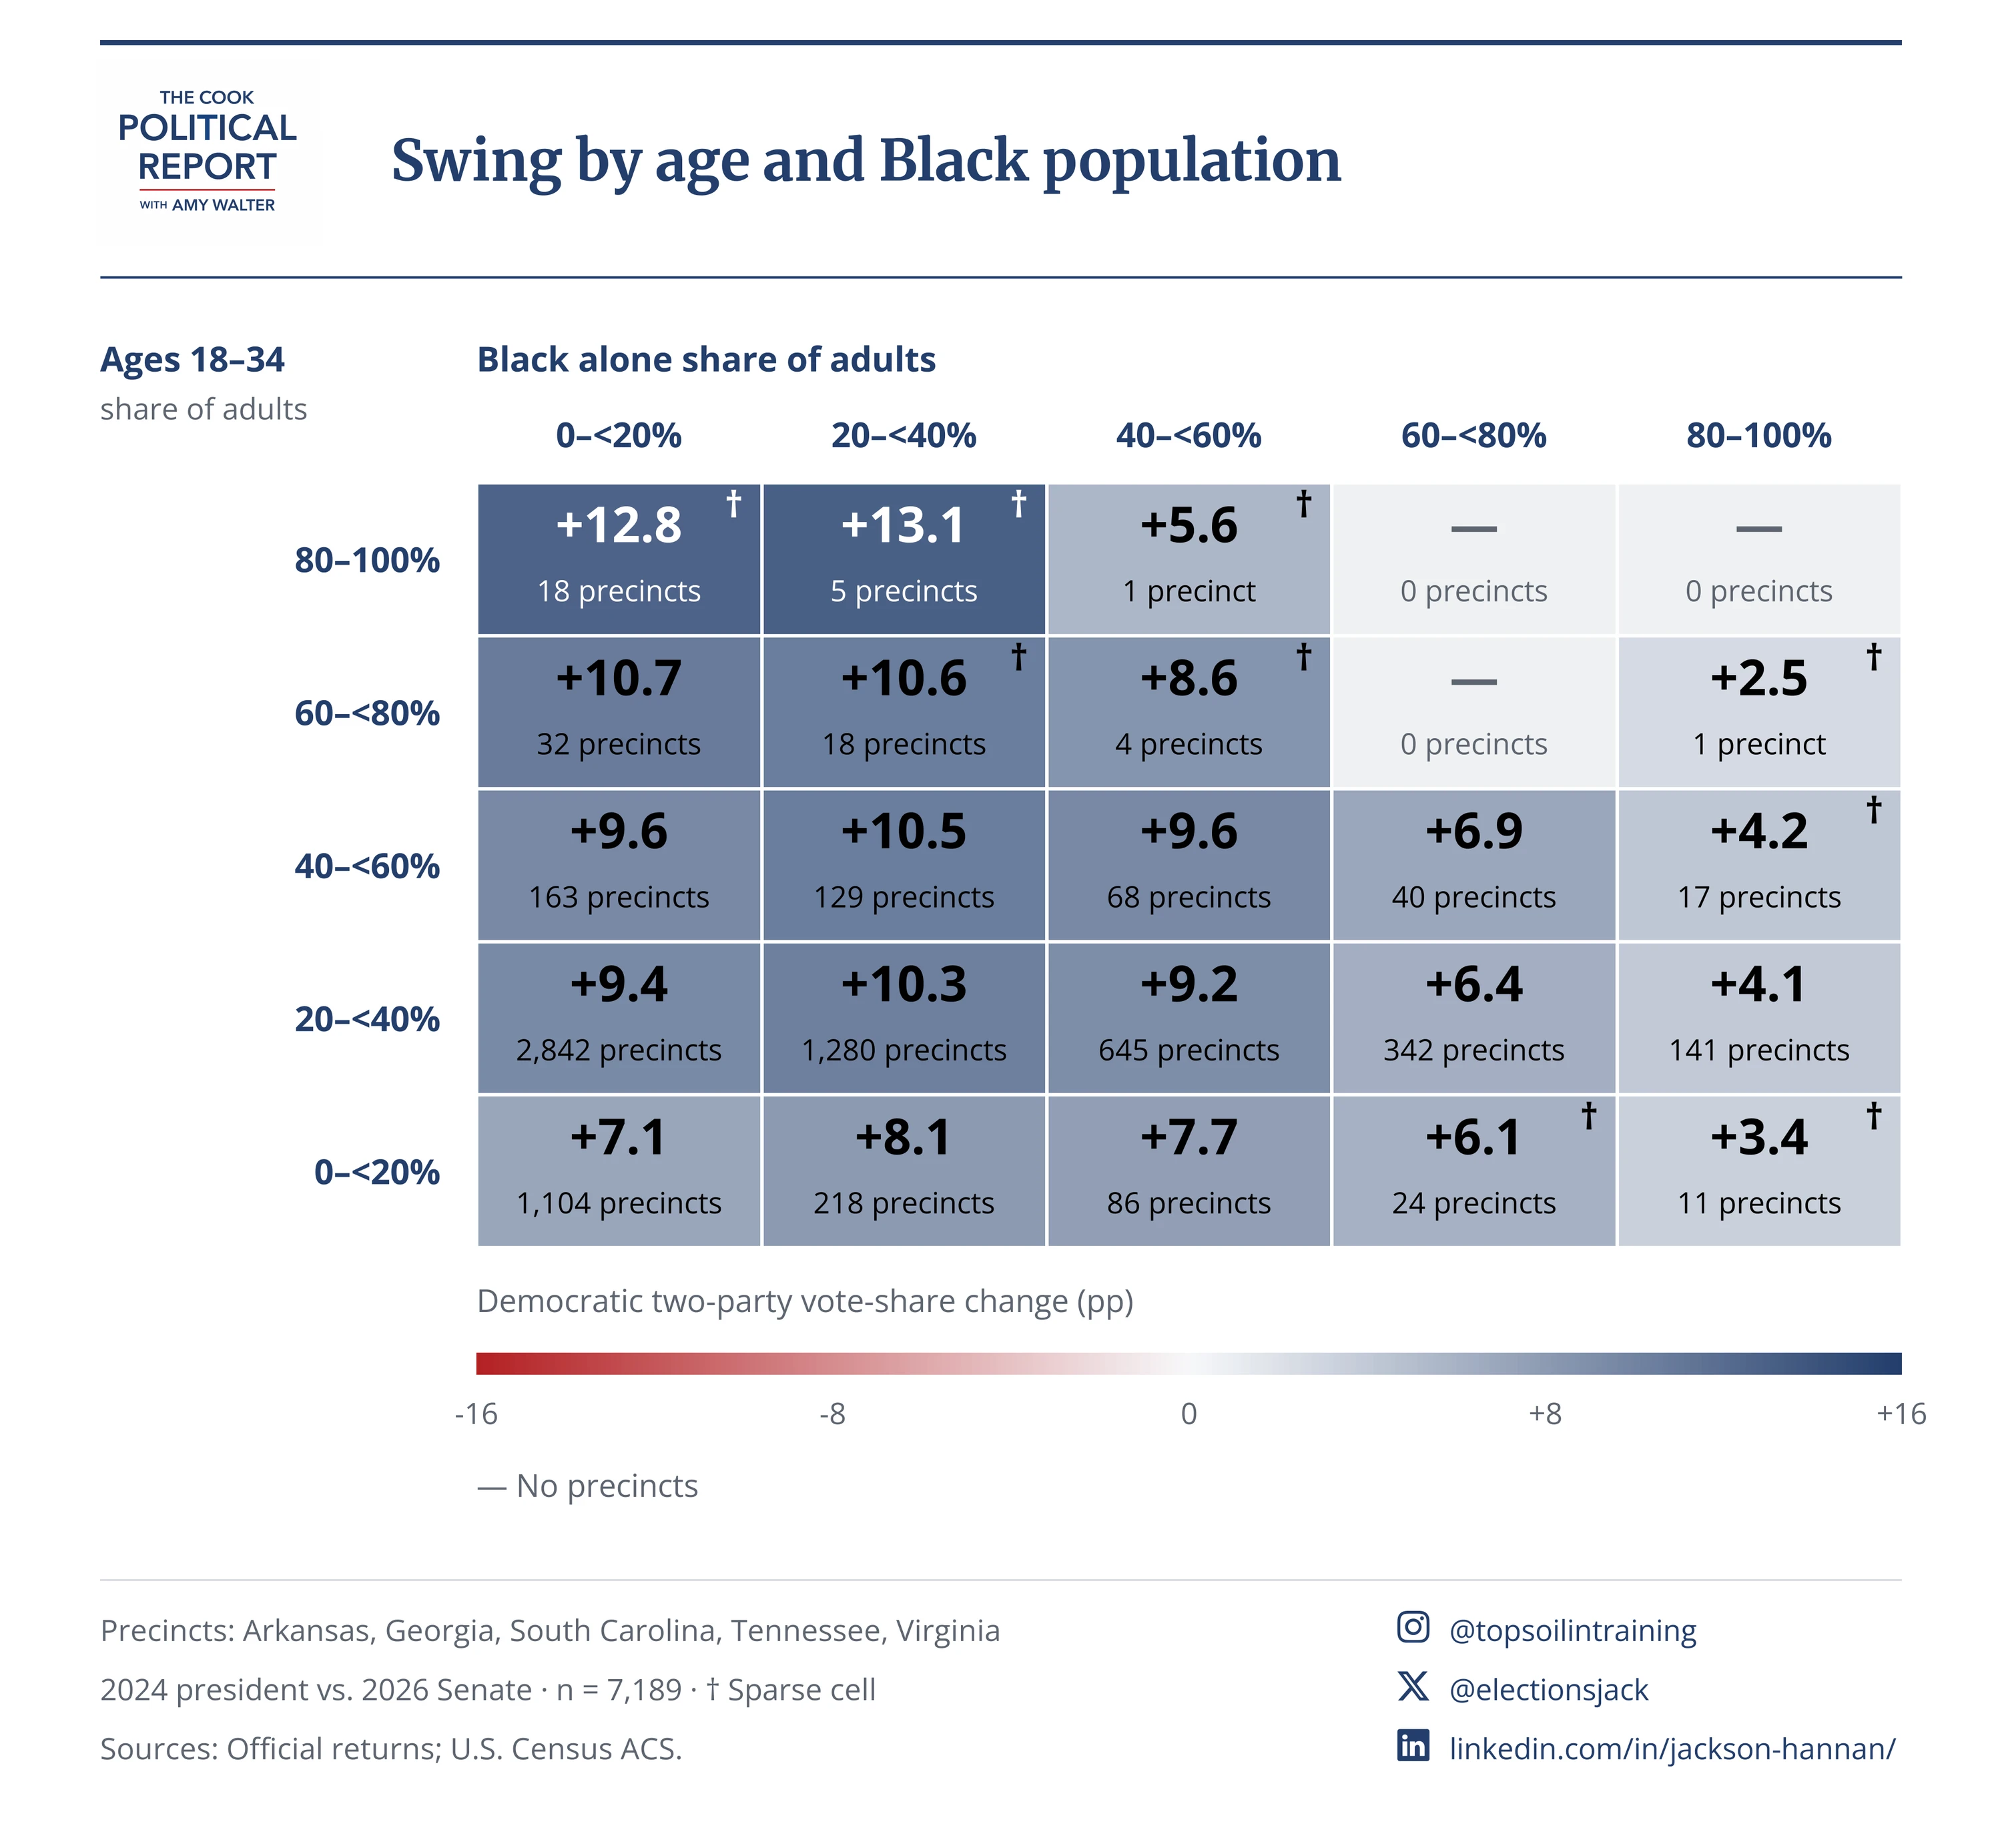 THE COOK
POLITICAL
REPORT
WITH AMY WALTER
Swing by age and Black population
Ages 18–34
share of adults
Black alone share of adults
0–<20% 20–<40% 40–<60% 60–<80% 80–100%
80–100%
+12.8 † +13.1 † +5.6 † — —
18 precincts 5 precincts 1 precinct 0 precincts 0 precincts
60–<80%
+10.7 +10.6 † +8.6 † — +2.5 †
32 precincts 18 precincts 4 precincts 0 precincts 1 precinct
40–<60%
+9.6 +10.5 +9.6 +6.9 +4.2 †
163 precincts 129 precincts 68 precincts 40 precincts 17 precincts
20–<40%
+9.4 +10.3 +9.2 +6.4 +4.1
2,842 precincts 1,280 precincts 645 precincts 342 precincts 141 precincts
0–<20%
+7.1 +8.1 +7.7 +6.1 † +3.4 †
1,104 precincts 218 precincts 86 precincts 24 precincts 11 precincts
Democratic two-party vote-share change (pp)
-16 -8 0 +8 +16
— No precincts
Precincts: Arkansas, Georgia, South Carolina, Tennessee, Virginia
2024 president vs. 2026 Senate · n = 7,189 · † Sparse cell
Sources: Official returns; U.S. Census ACS.
@topsoilintraining
@electionsjack
linkedin.com/in/jackson-hannan/